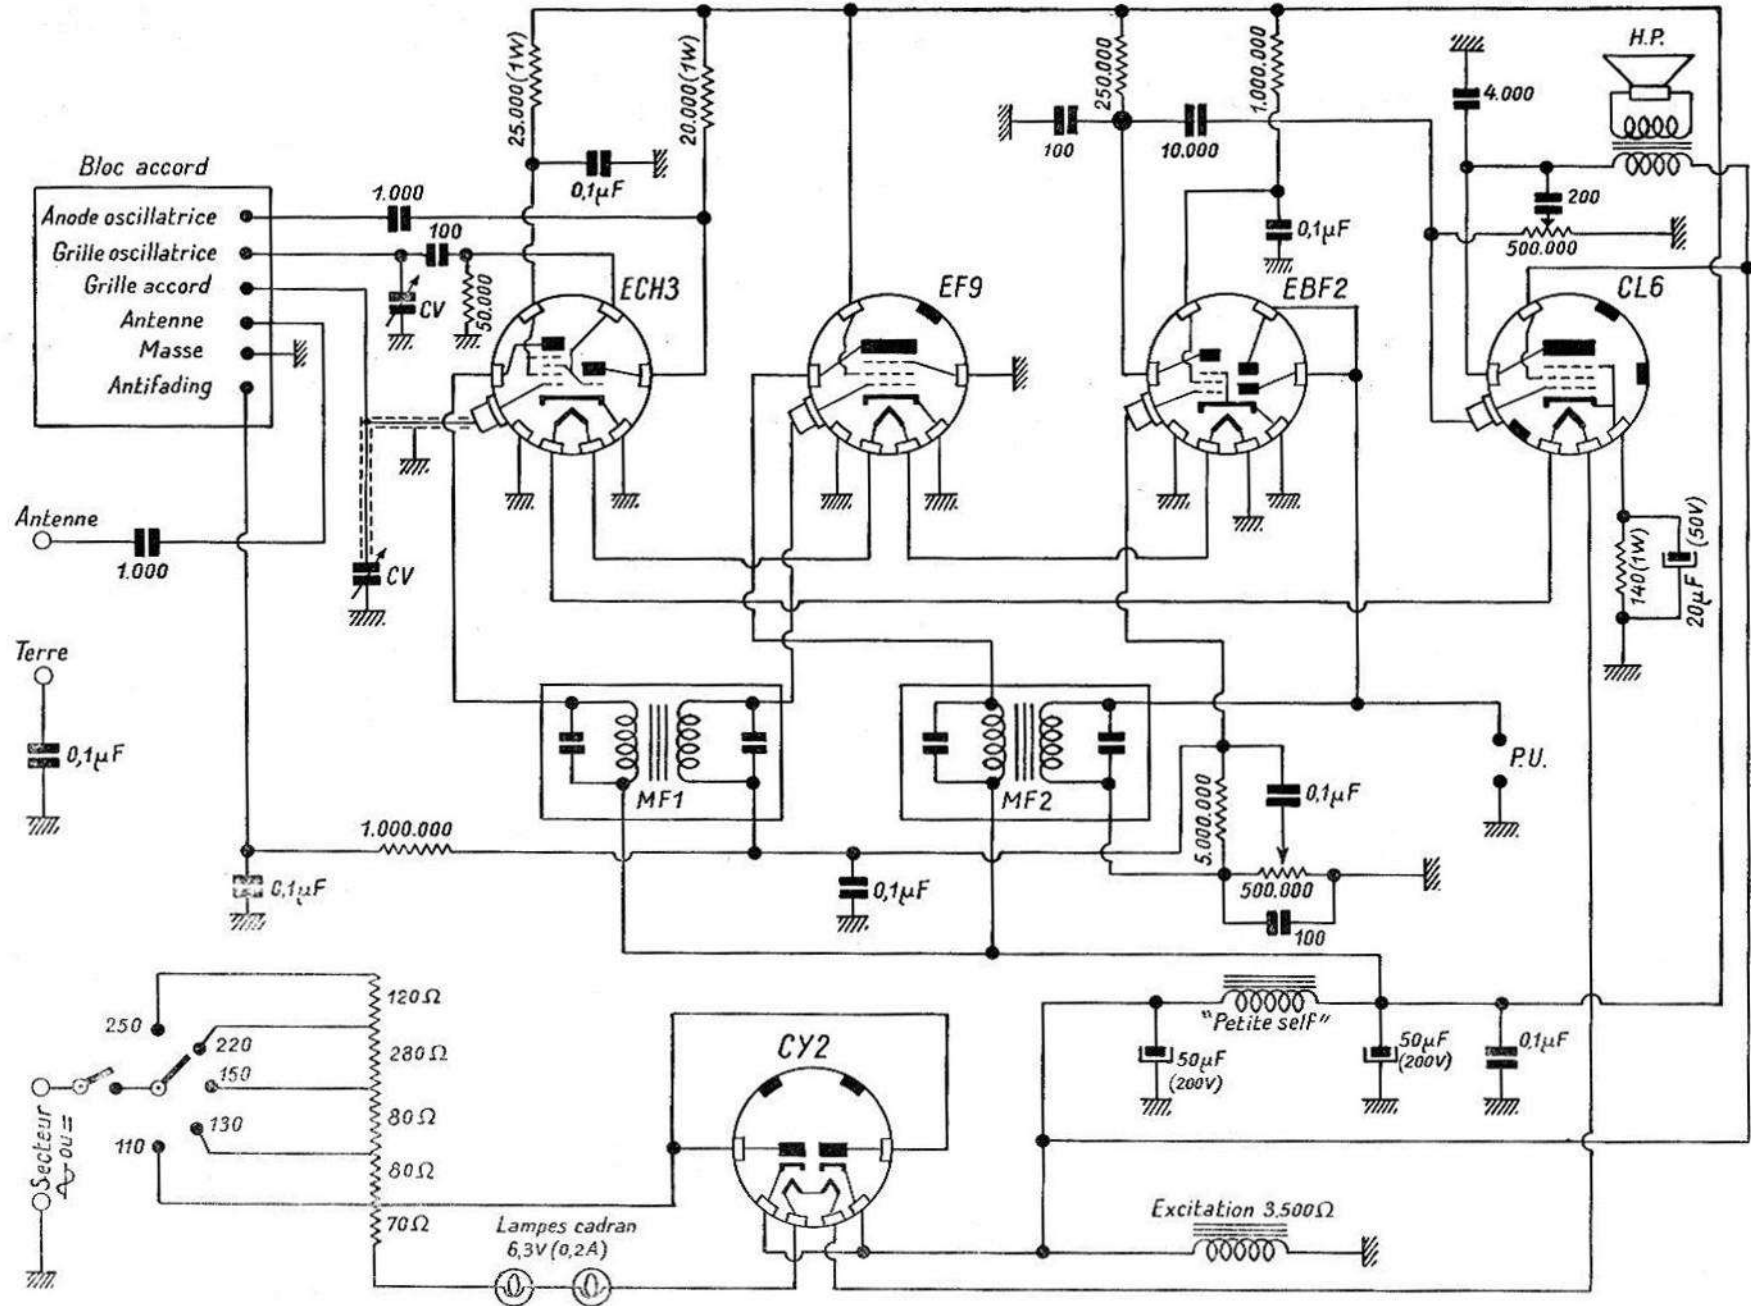 25.000(1W)
20.000(1W)
250.000
1.000.000
H.P.
4.000
100
10.000
0,1µF
200
500.000
0,1µF
Bloc accord
Anode oscillatrice
Grille oscillatrice
Grille accord
Antenne
Masse
Antifading
1.000
100
CV
50.000
ECH3
EF9
EBF2
CL6
Antenne
1.000
CV
140(1W)
20µF
(50V)
Terre
0,1µF
MF1
MF2
P.U.
5.000.000
0,1µF
1.000.000
0,1µF
0,1µF
500.000
100
250
220
150
130
110
120Ω
280Ω
80Ω
80Ω
70Ω
Secteur
∿ ou =
Lampes cadran
6,3V (0,2A)
CY2
"Petite self"
50µF
(200V)
50µF
(200V)
0,1µF
Excitation 3,500Ω